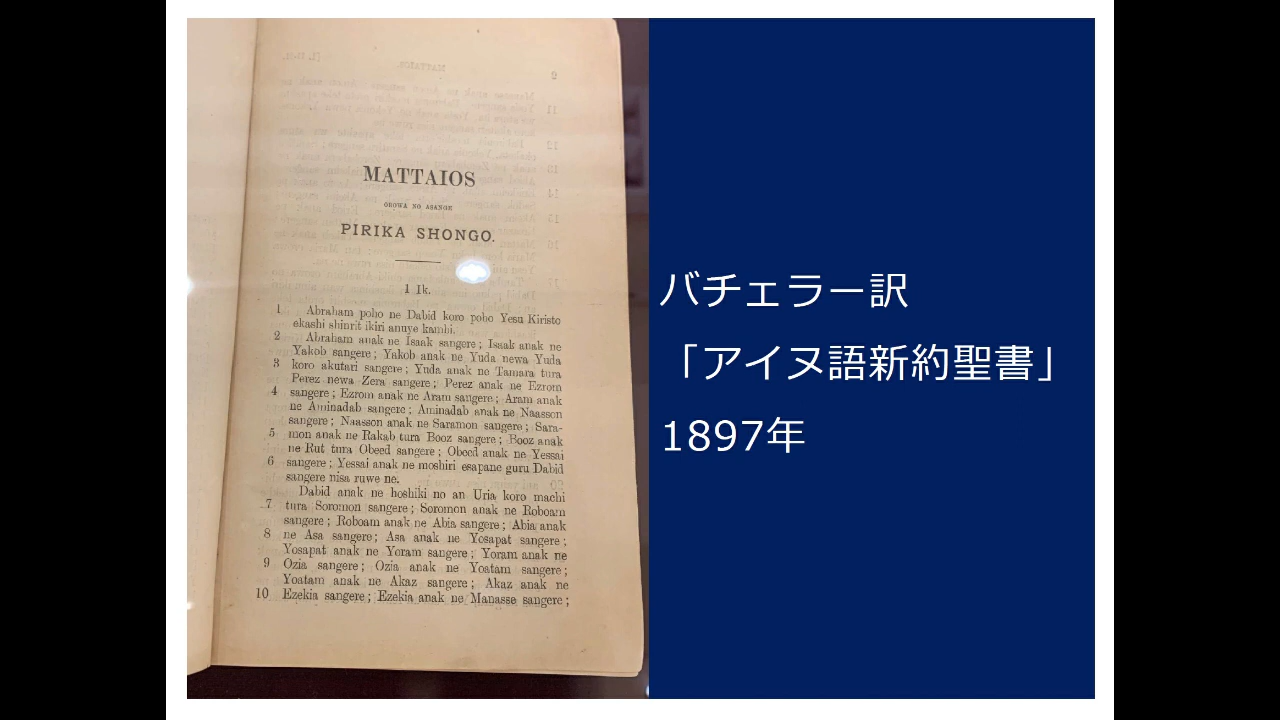 MATTAIOS
OROWA NO ASANGE
PIRIKA SHONGO.
1 Ik.
1 Abraham poho ne Dabid koro poho Yesu Kiristo
ekashi shinrit ikiri anuye kambi.
2 Abraham anak ne Isaak sangere; Isaak anak ne
Yakob sangere; Yakob anak ne Yuda newa Yuda
3 koro akutari sangere; Yuda anak ne Tamara tura
Perez newa Zera sangere; Perez anak ne Ezrom
4 sangere; Ezrom anak ne Aram sangere; Aram anak
ne Aminadab sangere; Aminadab anak ne Naasson
sangere; Naasson anak ne Saramon sangere; Sara-
5 mon anak ne Rakab tura Booz sangere; Booz anak
ne Rut tura Obeed sangere; Obeed anak ne Yessai
6 sangere; Yessai anak ne moshiri esapane guru Dabid
sangere nisa ruwe ne.
Dabid anak ne hoshiki no an Uria koro machi
7 tura Soromon sangere; Soromon anak ne Roboam
sangere; Roboam anak ne Abia sangere; Abia anak
8 ne Asa sangere; Asa anak ne Yosapat sangere;
Yosapat anak ne Yoram sangere; Yoram anak ne
9 Ozia sangere; Ozia anak ne Yoatam sangere;
Yoatam anak ne Akaz sangere; Akaz anak ne
10 Ezekia sangere; Ezekia anak ne Manasse sangere;
バチェラー訳
「アイヌ語新約聖書」
1897年